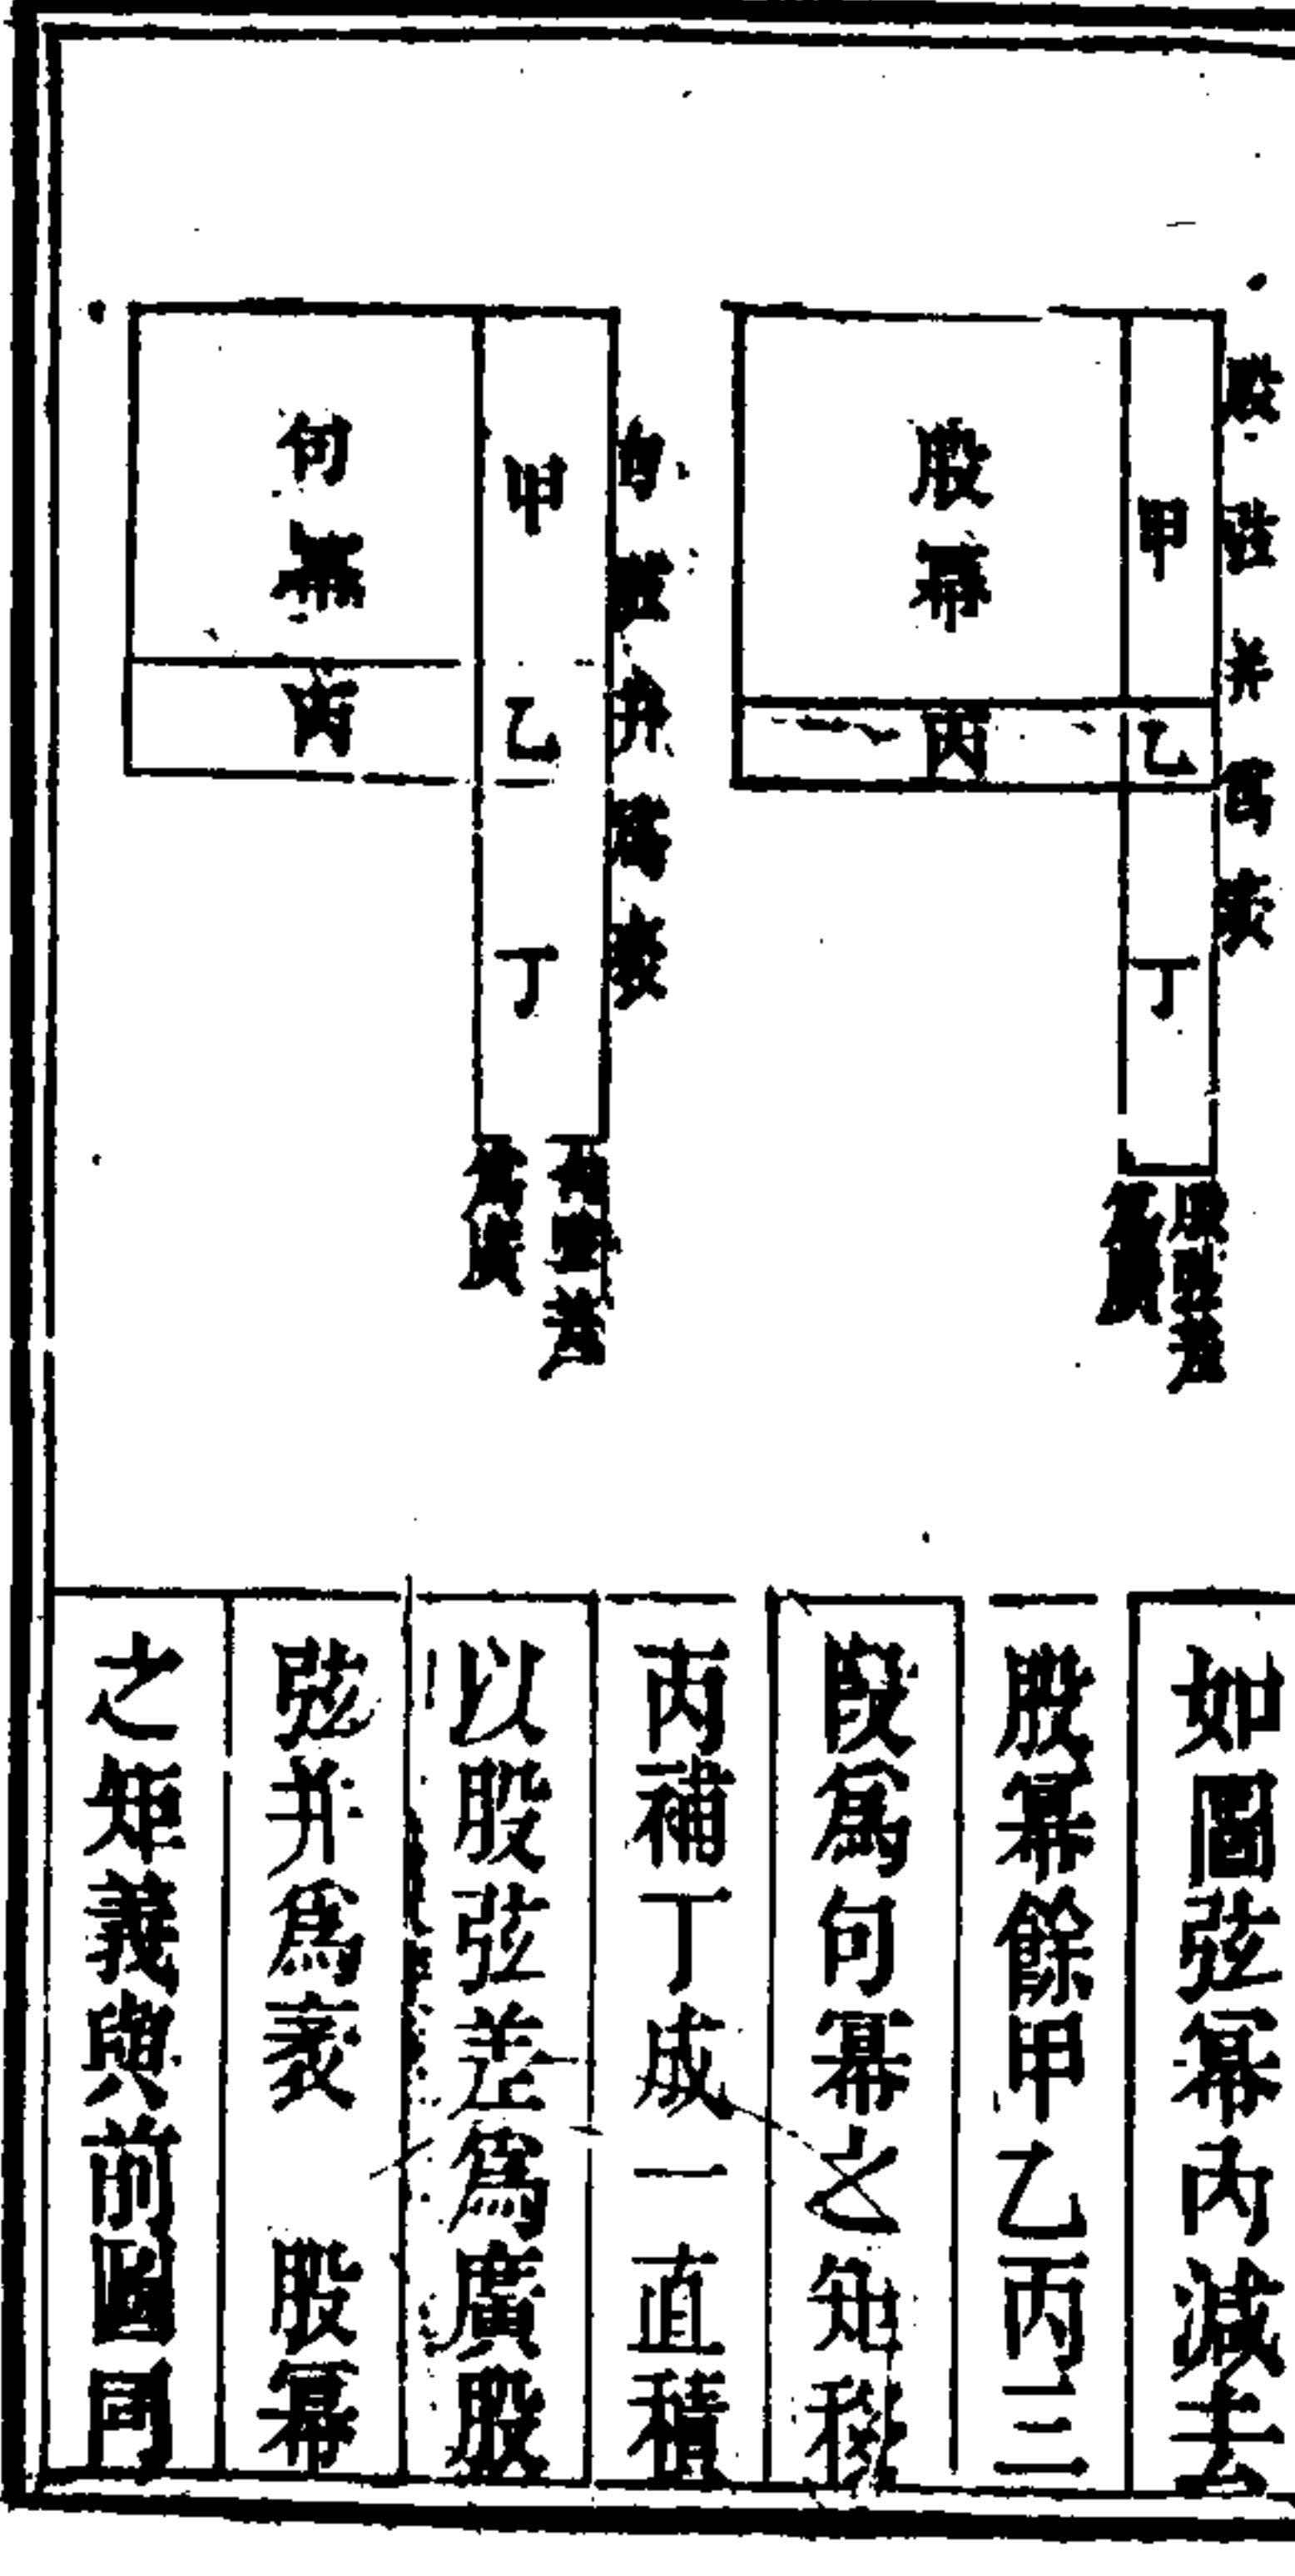 股弦并爲袤
甲
乙
丁
股冪
丙
股弦差
爲廣
句弦并爲袤
甲
乙
丁
句冪
丙
句弦差
爲廣
如圖弦冪內減去
股冪餘甲乙丙三
段爲句冪之矩移
丙補丁成一直積
以股弦差爲廣股
弦并爲袤　股冪
之矩義與前圖同